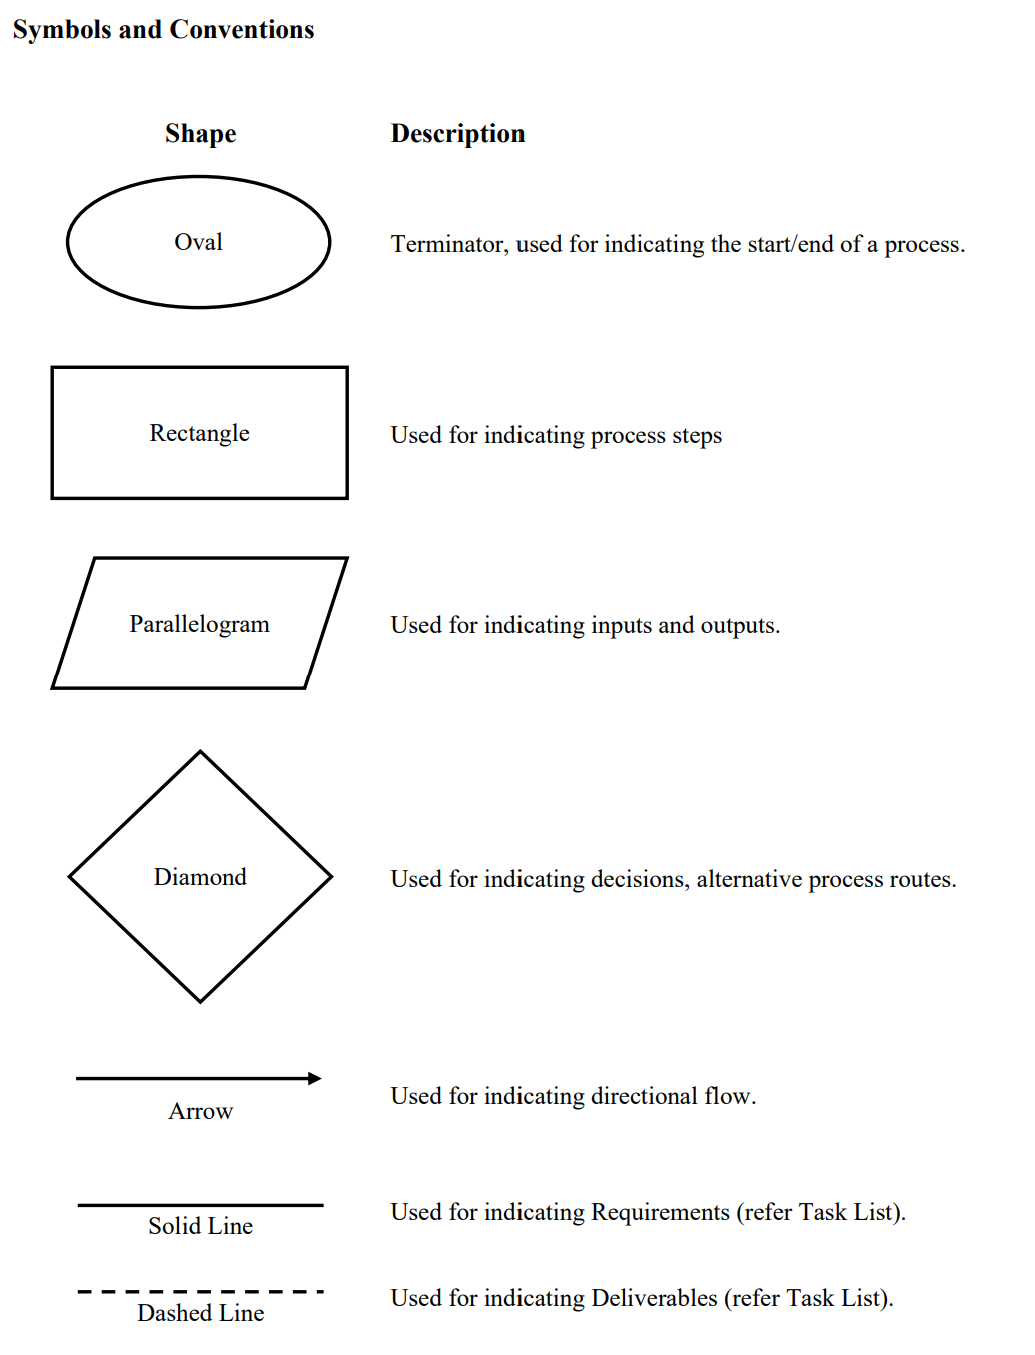 Symbols and Conventions
Shape Description
Oval Terminator, used for indicating the start/end of a process.
Rectangle Used for indicating process steps
Parallelogram Used for indicating inputs and outputs.
Diamond Used for indicating decisions, alternative process routes.
Arrow Used for indicating directional flow.
Solid Line Used for indicating Requirements (refer Task List).
Dashed Line Used for indicating Deliverables (refer Task List).